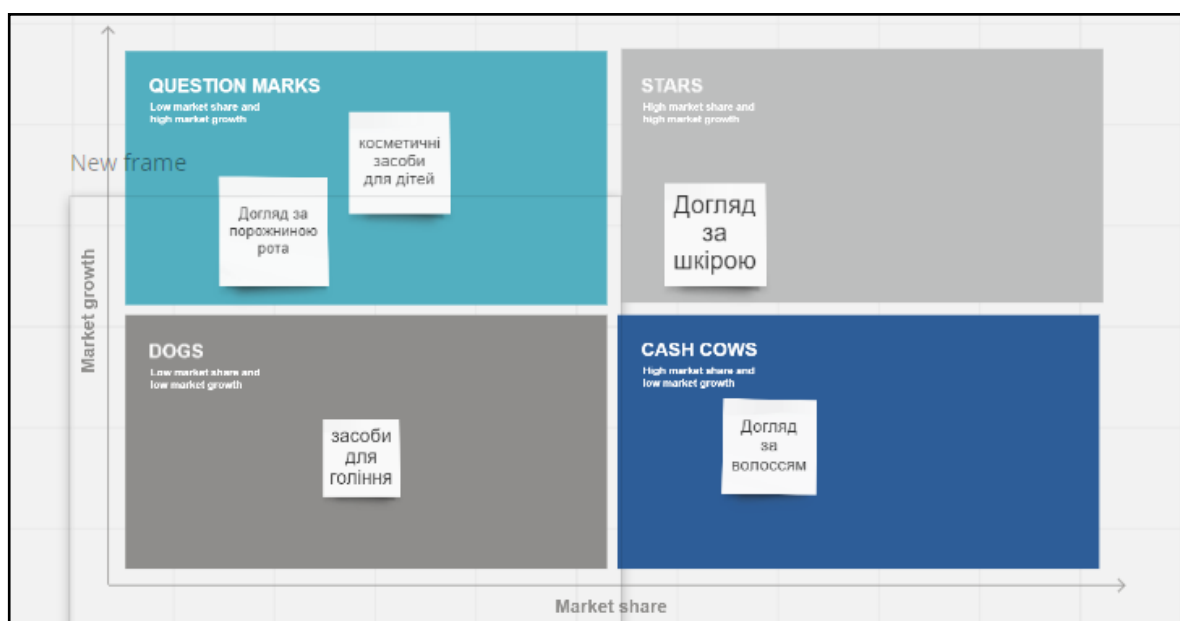 QUESTION MARKS
Low market share and
high market growth
косметичні
засоби
для дітей
Догляд за
порожниною
рота
STARS
High market share and
high market growth
Догляд
за
шкірою
New frame
Market growth
DOGS
Low market share and
low market growth
засоби
для
гоління
CASH COWS
High market share and
low market growth
Догляд
за
волоссям
Market share